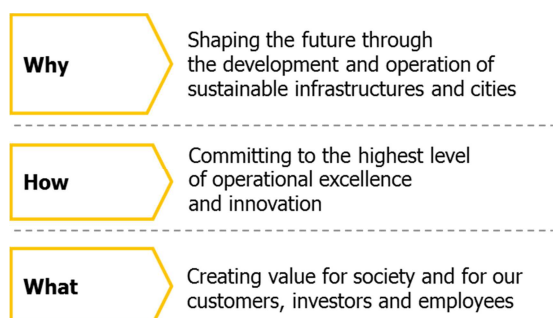 Why
Shaping the future through
the development and operation of
sustainable infrastructures and cities
How
Committing to the highest level
of operational excellence
and innovation
What
Creating value for society and for our
customers, investors and employees